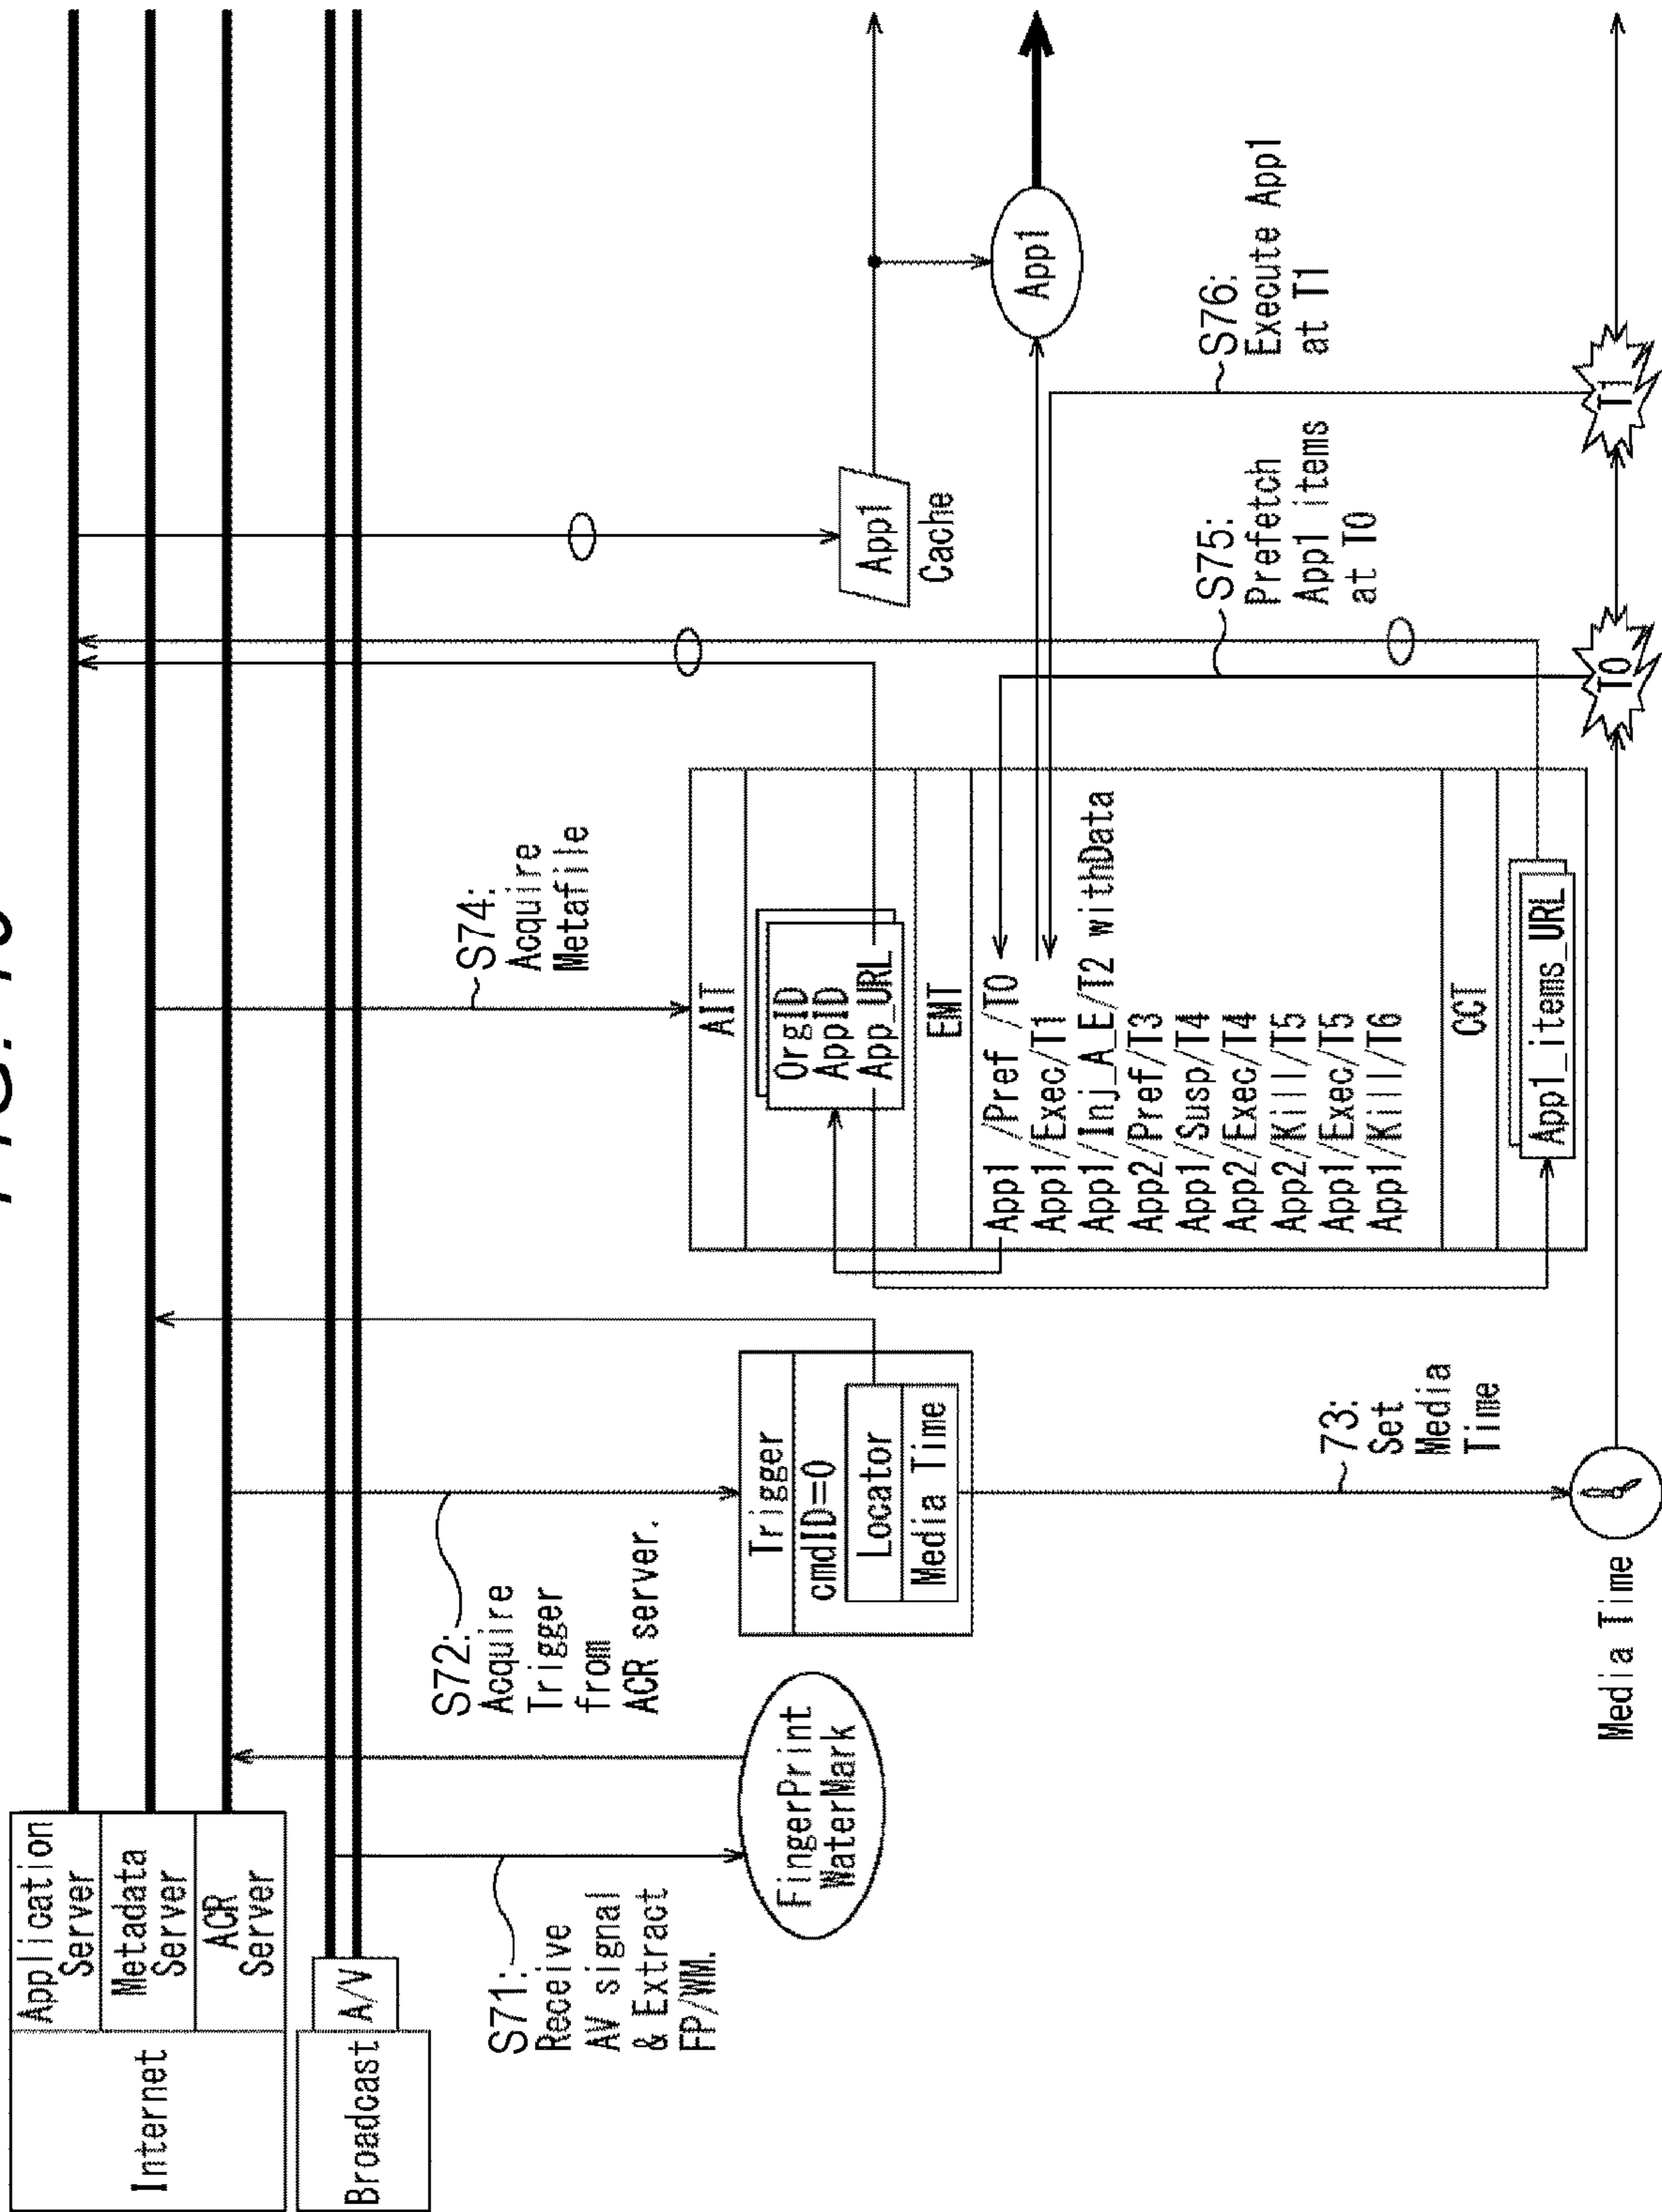 Internet
Application
Server
Metadata
Server
ACR
Server
Broadcast
A/V
S71:
Receive
AV signal
& Extract
FP/WM.
FingerPrint
WaterMark
S72:
Acquire
Trigger
from
ACR server.
Trigger
cmdID=0
Locator
Media Time
73:
Set
Media
Time
Media Time
S74:
Acquire
Metafile
AIT
OrgID
AppID
App_URL
EMT
App1 /Pref /T0
App1/Exec/T1
App1/Inj_A_E/T2 withData
App2/Pref/T3
App1/Susp/T4
App2/Exec/T4
App2/Kill/T5
App1/Exec/T5
App1/Kill/T6
CCT
App1_items_URL
App1
Cache
S75:
Prefetch
App1 items
at T0
T0
App1
S76:
Execute App1
at T1
T1